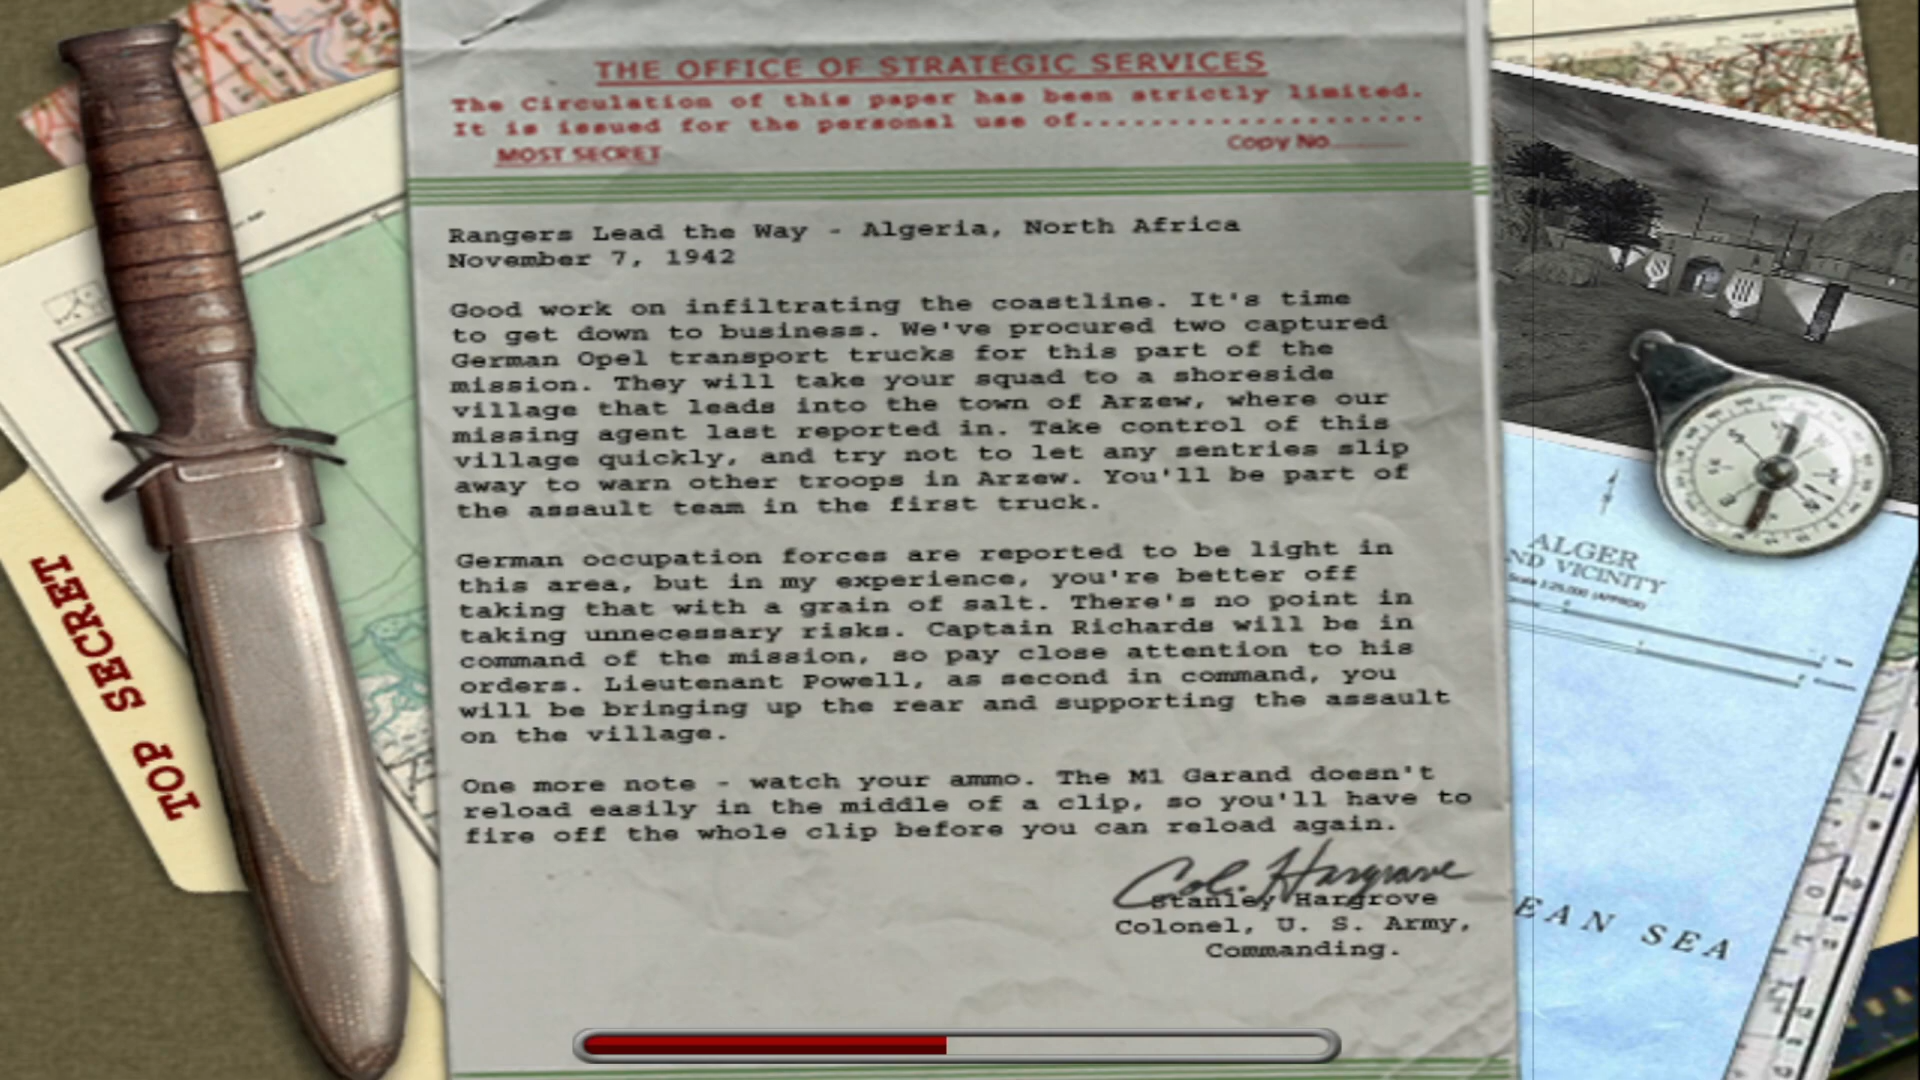 THE OFFICE OF STRATEGIC SERVICES
The Circulation of this paper has been strictly limited.
It is issued for the personal use of.....................
MOST SECRET
Copy No.........
Rangers Lead the Way - Algeria, North Africa
November 7, 1942
Good work on infiltrating the coastline. It's time
to get down to business. We've procured two captured
German Opel transport trucks for this part of the
mission. They will take your squad to a shoreside
village that leads into the town of Arzew, where our
missing agent last reported in. Take control of this
village quickly, and try not to let any sentries slip
away to warn other troops in Arzew. You'll be part of
the assault team in the first truck.
German occupation forces are reported to be light in
this area, but in my experience, you're better off
taking that with a grain of salt. There's no point in
taking unnecessary risks. Captain Richards will be in
command of the mission, so pay close attention to his
orders. Lieutenant Powell, as second in command, you
will be bringing up the rear and supporting the assault
on the village.
One more note - watch your ammo. The M1 Garand doesn't
reload easily in the middle of a clip, so you'll have to
fire off the whole clip before you can reload again.
Col. Hargrave
Stanley Hargrove
Colonel, U. S. Army,
Commanding.
TOP SECRET
ALGER
ND VICINITY
EAN SEA